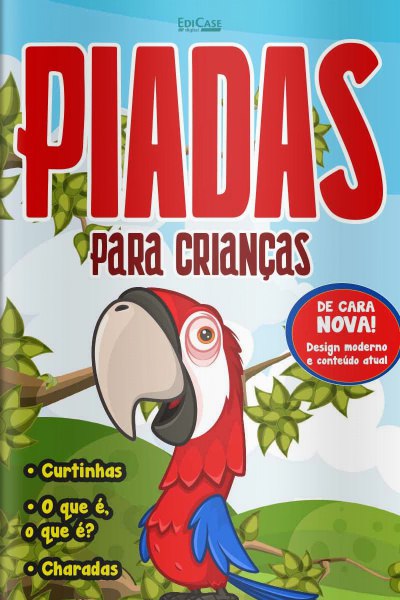 EDICASE
digital
PIADAS
PARA CRIANÇAS
DE CARA
NOVA!
Design moderno
e conteúdo atual
• Curtinhas
• O que é,
o que é?
• Charadas